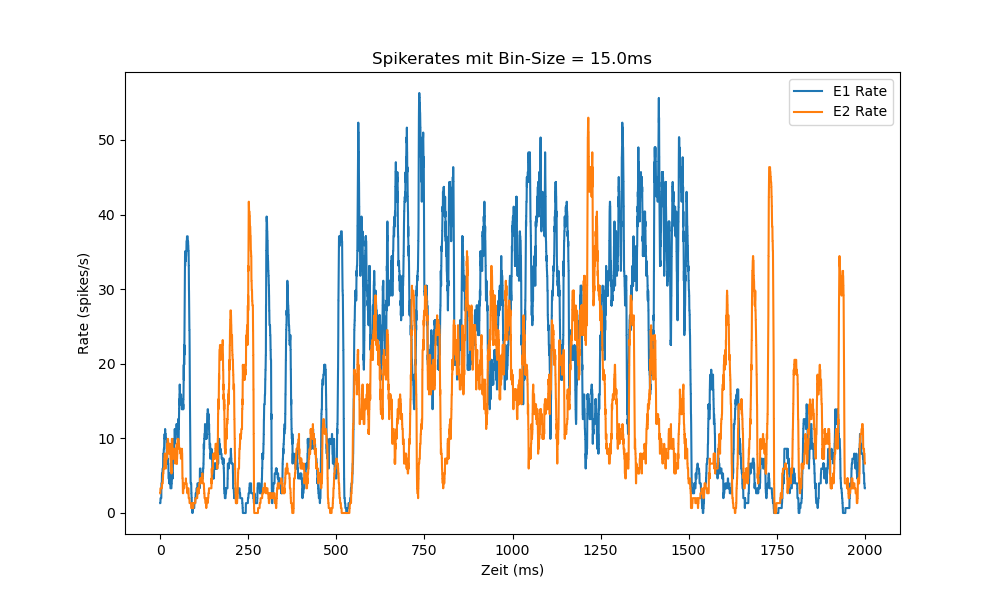 Spikerates mit Bin-Size = 15.0ms
E1 Rate
E2 Rate
Rate (spikes/s)
50
40
30
20
10
0
0 250 500 750 1000 1250 1500 1750 2000
Zeit (ms)